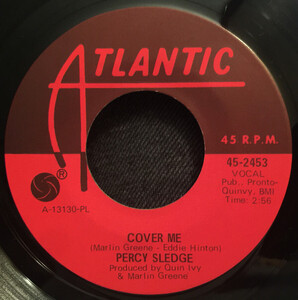 ATLANTIC
®
45 R.P.M.
45-2453
VOCAL
Pub., Pronto-
Quinvy, BMI
Time: 2:56
A-13130-PL
COVER ME
(Marlin Greene - Eddie Hinton)
PERCY SLEDGE
Produced by Quin Ivy
& Marlin Greene